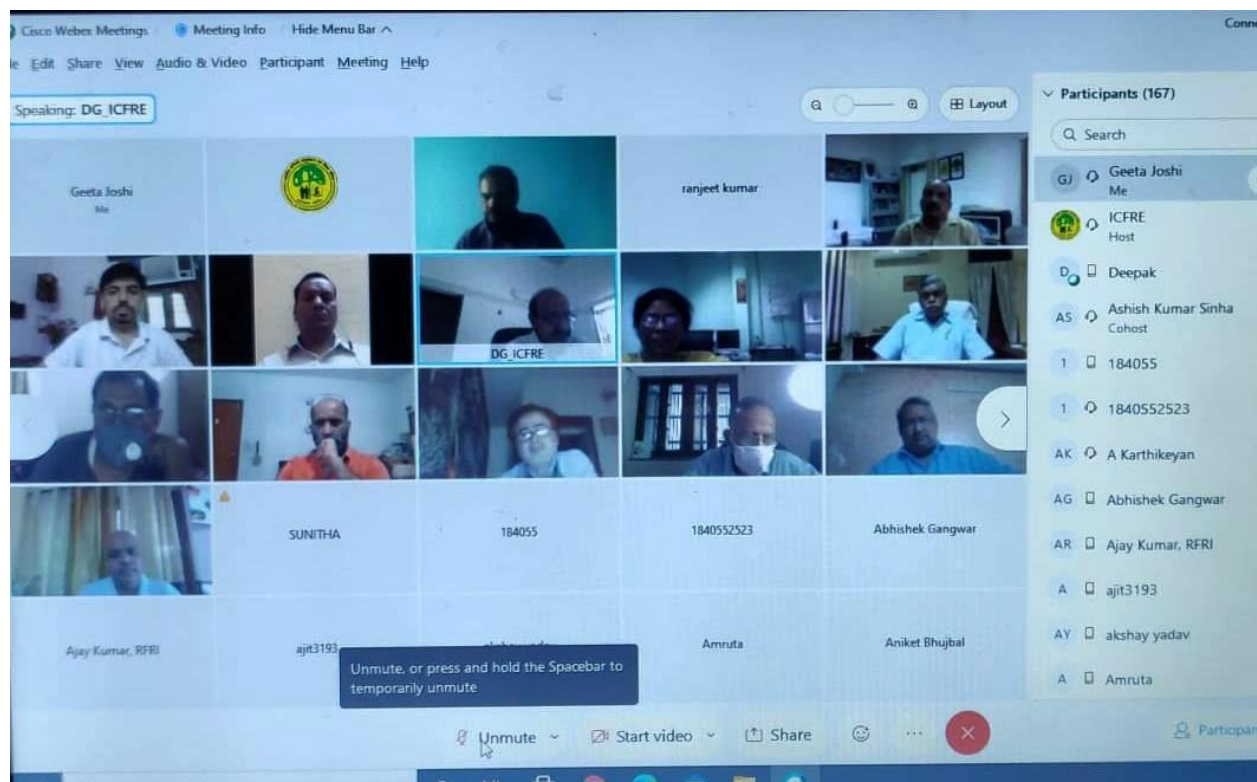 Cisco Webex Meetings Meeting Info Hide Menu Bar
Edit Share View Audio & Video Participant Meeting Help
Speaking: DG_ICFRE
Layout
Geeta Joshi
Me
ranjeet kumar
DG_ICFRE
SUNITHA
184055
1840552523
Abhishek Gangwar
Ajay Kumar, RFRI
ajit3193
Amruta
Aniket Bhujbal
Unmute, or press and hold the Spacebar to
temporarily unmute
Unmute Start video Share
Participants (167)
Search
GJ Geeta Joshi
Me
ICFRE
Host
D Deepak
AS Ashish Kumar Sinha
Cohost
1 184055
1 1840552523
AK A Karthikeyan
AG Abhishek Gangwar
AR Ajay Kumar, RFRI
A ajit3193
AY akshay yadav
A Amruta